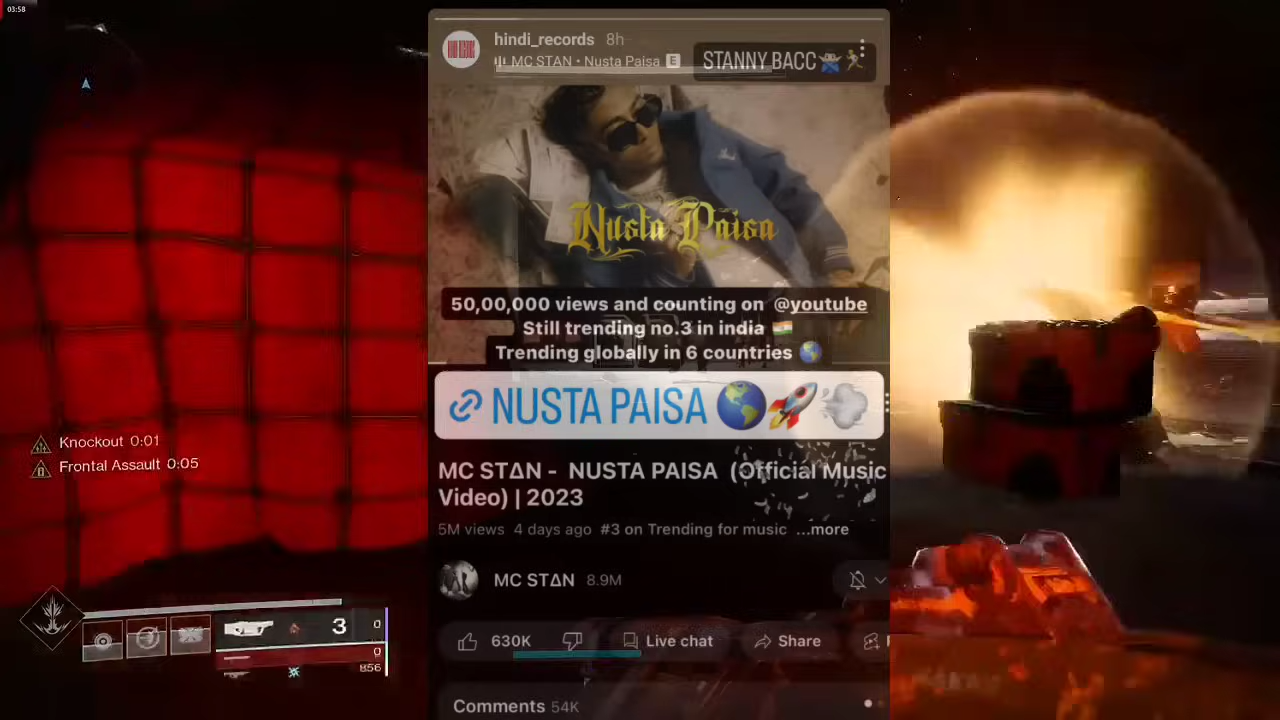 03:58
hindi_records 8h
MC STAN • Nusta Paisa E
STANNY BACC
Nusta Paisa
50,00,000 views and counting on @youtube
Still trending no.3 in india
Trending globally in 6 countries
NUSTA PAISA
MC STΔN - NUSTA PAISA (Official Music
Video) | 2023
5M views 4 days ago #3 on Trending for music ...more
MC STΔN 8.9M
630K
Live chat
Share
Comments 54K
Knockout 0:01
Frontal Assault 0:05
3
0
0
856